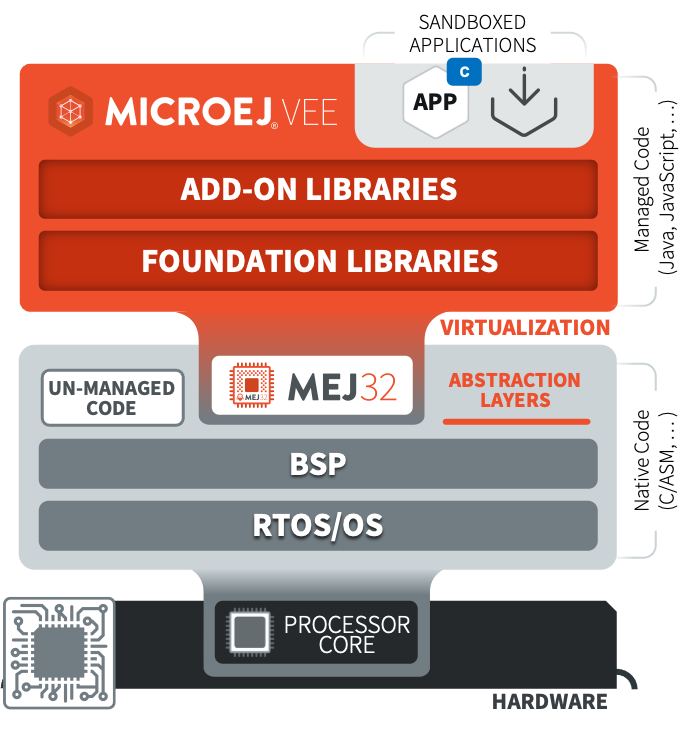 SANDBOXED
APPLICATIONS
C
APP
MICROEJ® VEE
ADD-ON LIBRARIES
FOUNDATION LIBRARIES
Managed Code
(Java, JavaScript,...)
VIRTUALIZATION
UN-MANAGED
CODE
MEJ32
MEJ32
ABSTRACTION
LAYERS
BSP
RTOS/OS
Native Code
(C/ASM,... )
PROCESSOR
CORE
HARDWARE